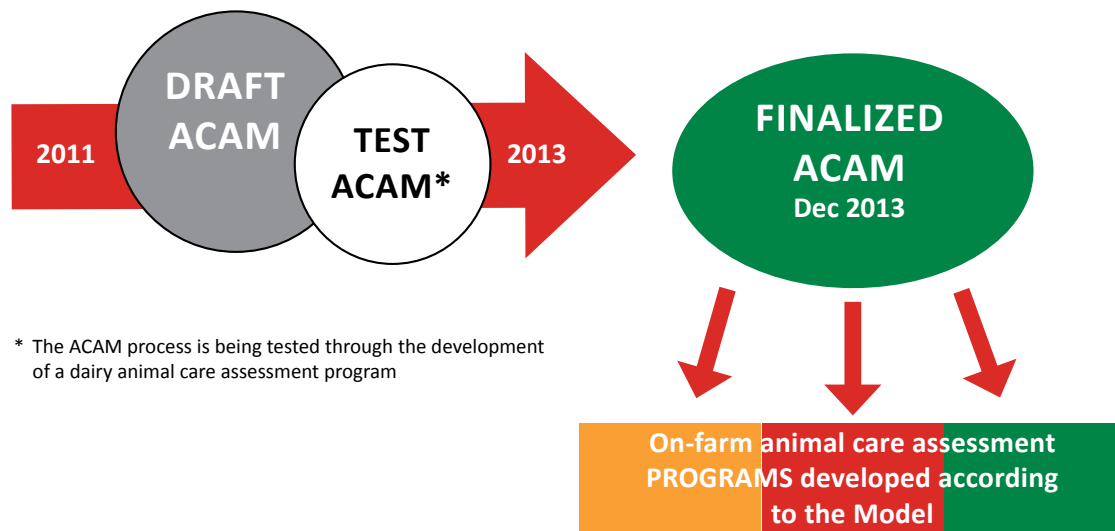 2011
DRAFT
ACAM
TEST
ACAM*
2013
FINALIZED
ACAM
Dec 2013
* The ACAM process is being tested through the development
of a dairy animal care assessment program
On-farm animal care assessment
PROGRAMS developed according
to the Model